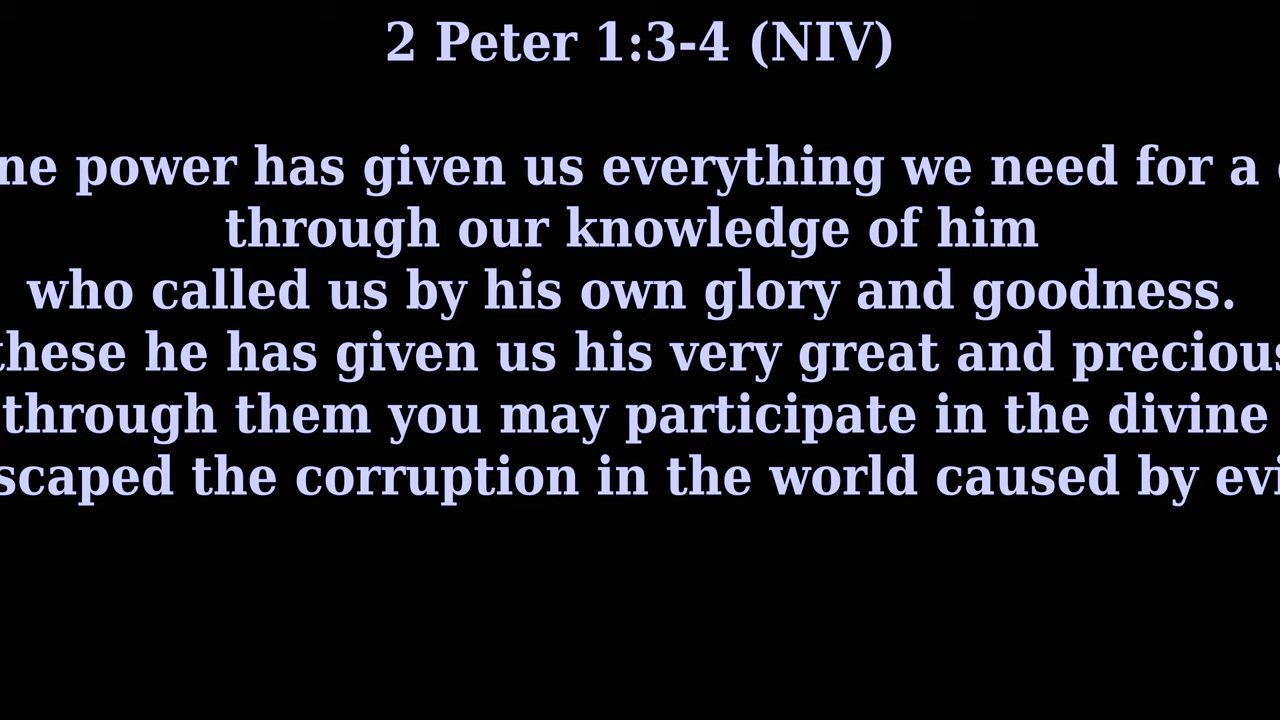 2 Peter 1:3-4 (NIV)
ne power has given us everything we need for a
through our knowledge of him
who called us by his own glory and goodness.
these he has given us his very great and precious
through them you may participate in the divine
scaped the corruption in the world caused by evi